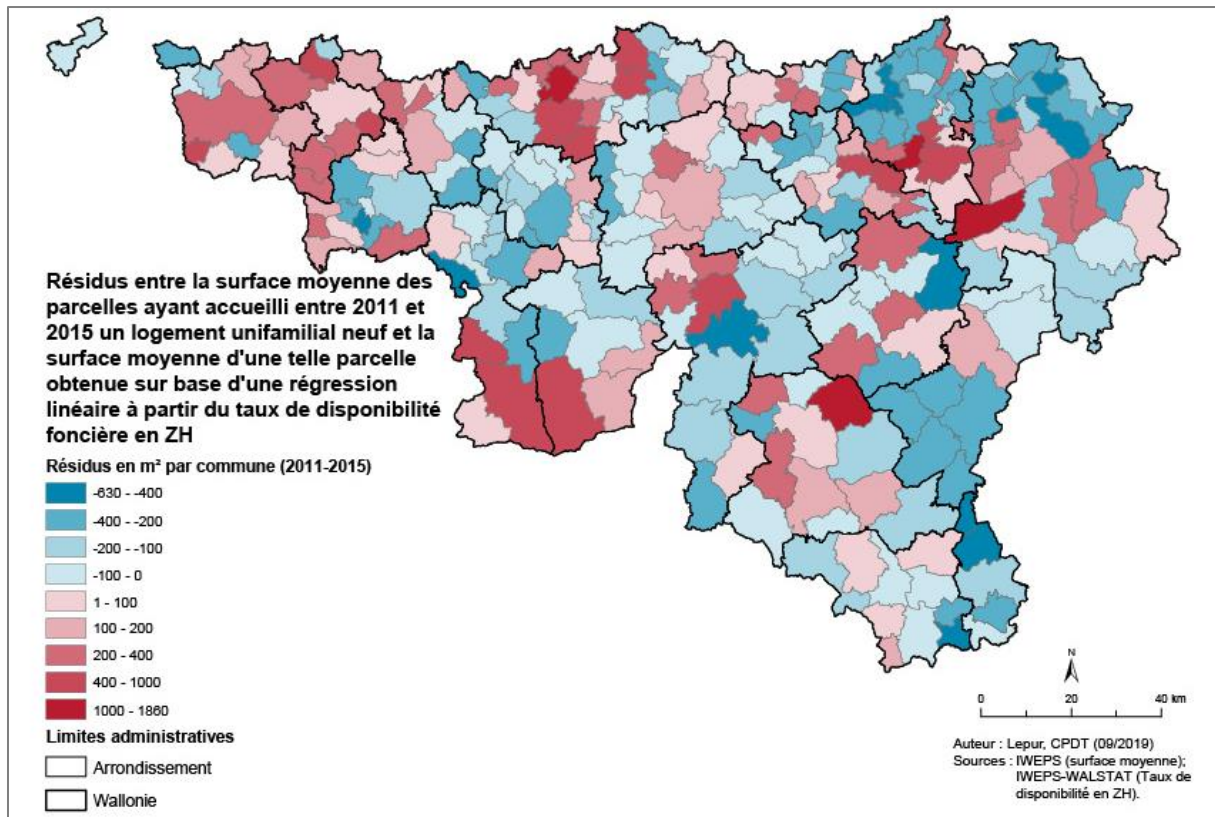 Résidus entre la surface moyenne des
parcelles ayant accueilli entre 2011 et
2015 un logement unifamilial neuf et la
surface moyenne d'une telle parcelle
obtenue sur base d'une régression
linéaire à partir du taux de disponibilité
foncière en ZH
Résidus en m² par commune (2011-2015)
-630 - -400
-400 - -200
-200 - -100
-100 - 0
1 - 100
100 - 200
200 - 400
400 - 1000
1000 - 1860
Limites administratives
Arrondissement
Wallonie
N
0 20 40 km
Auteur : Lepur, CPDT (09/2019)
Sources : IWEPS (surface moyenne);
IWEPS-WALSTAT (Taux de
disponibilité en ZH).